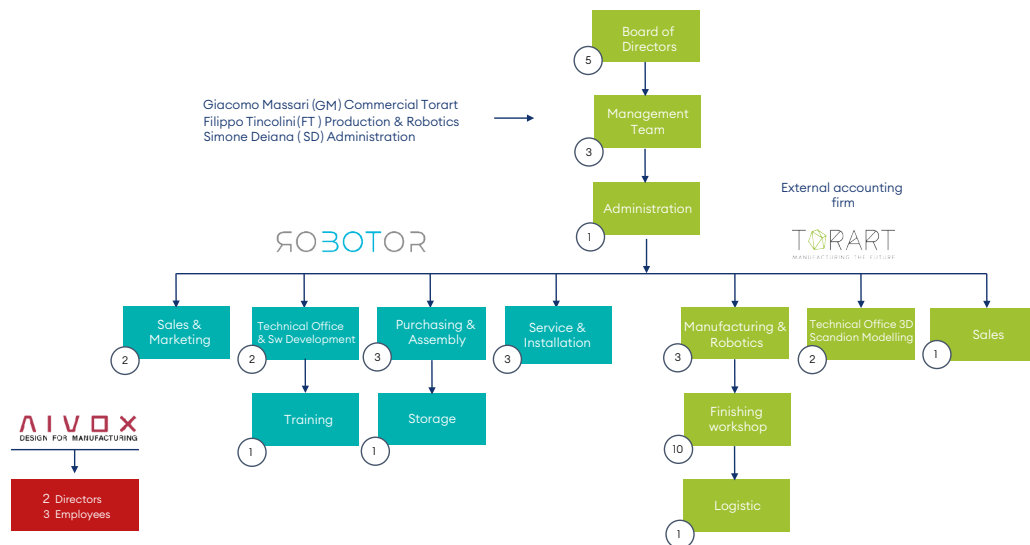 Board of
Directors
5
Giacomo Massari (GM) Commercial Torart
Filippo Tincolini (FT) Production & Robotics
Simone Deiana ( SD) Administration
Management
Team
3
External accounting
firm
Administration
1
ROBOTOR
TORART
MANUFACTURING THE FUTURE
Sales &
Marketing
2
Technical Office
& Sw Development
2
Purchasing &
Assembly
3
Service &
Installation
3
Manufacturing &
Robotics
3
Technical Office 3D
Scandion Modelling
2
Sales
1
Training
1
Storage
1
Finishing
workshop
10
AIVOX
DESIGN FOR MANUFACTURING
2 Directors
3 Employees
Logistic
1